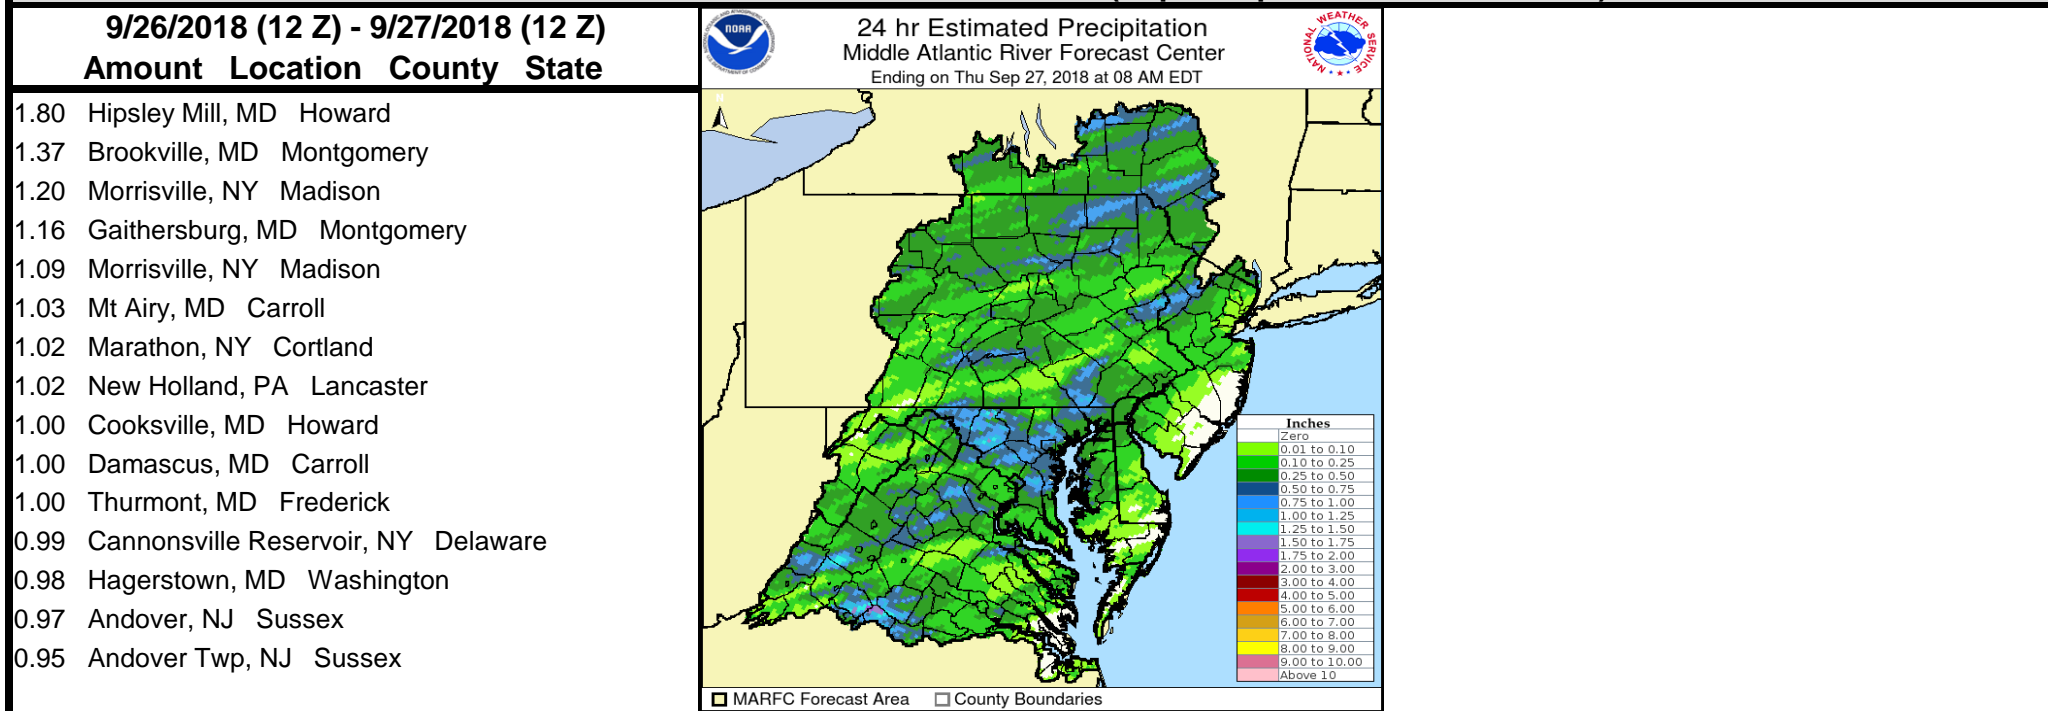 9/26/2018 (12 Z) - 9/27/2018 (12 Z)
Amount Location County State
1.80 Hipsley Mill, MD Howard
1.37 Brookville, MD Montgomery
1.20 Morrisville, NY Madison
1.16 Gaithersburg, MD Montgomery
1.09 Morrisville, NY Madison
1.03 Mt Airy, MD Carroll
1.02 Marathon, NY Cortland
1.02 New Holland, PA Lancaster
1.00 Cooksville, MD Howard
1.00 Damascus, MD Carroll
1.00 Thurmont, MD Frederick
0.99 Cannonsville Reservoir, NY Delaware
0.98 Hagerstown, MD Washington
0.97 Andover, NJ Sussex
0.95 Andover Twp, NJ Sussex
NOAA
24 hr Estimated Precipitation
Middle Atlantic River Forecast Center
Ending on Thu Sep 27, 2018 at 08 AM EDT
NATIONAL WEATHER SERVICE
Inches
Zero
0.01 to 0.10
0.10 to 0.25
0.25 to 0.50
0.50 to 0.75
0.75 to 1.00
1.00 to 1.25
1.25 to 1.50
1.50 to 1.75
1.75 to 2.00
2.00 to 3.00
3.00 to 4.00
4.00 to 5.00
5.00 to 6.00
6.00 to 7.00
7.00 to 8.00
8.00 to 9.00
9.00 to 10.00
Above 10
MARFC Forecast Area
County Boundaries